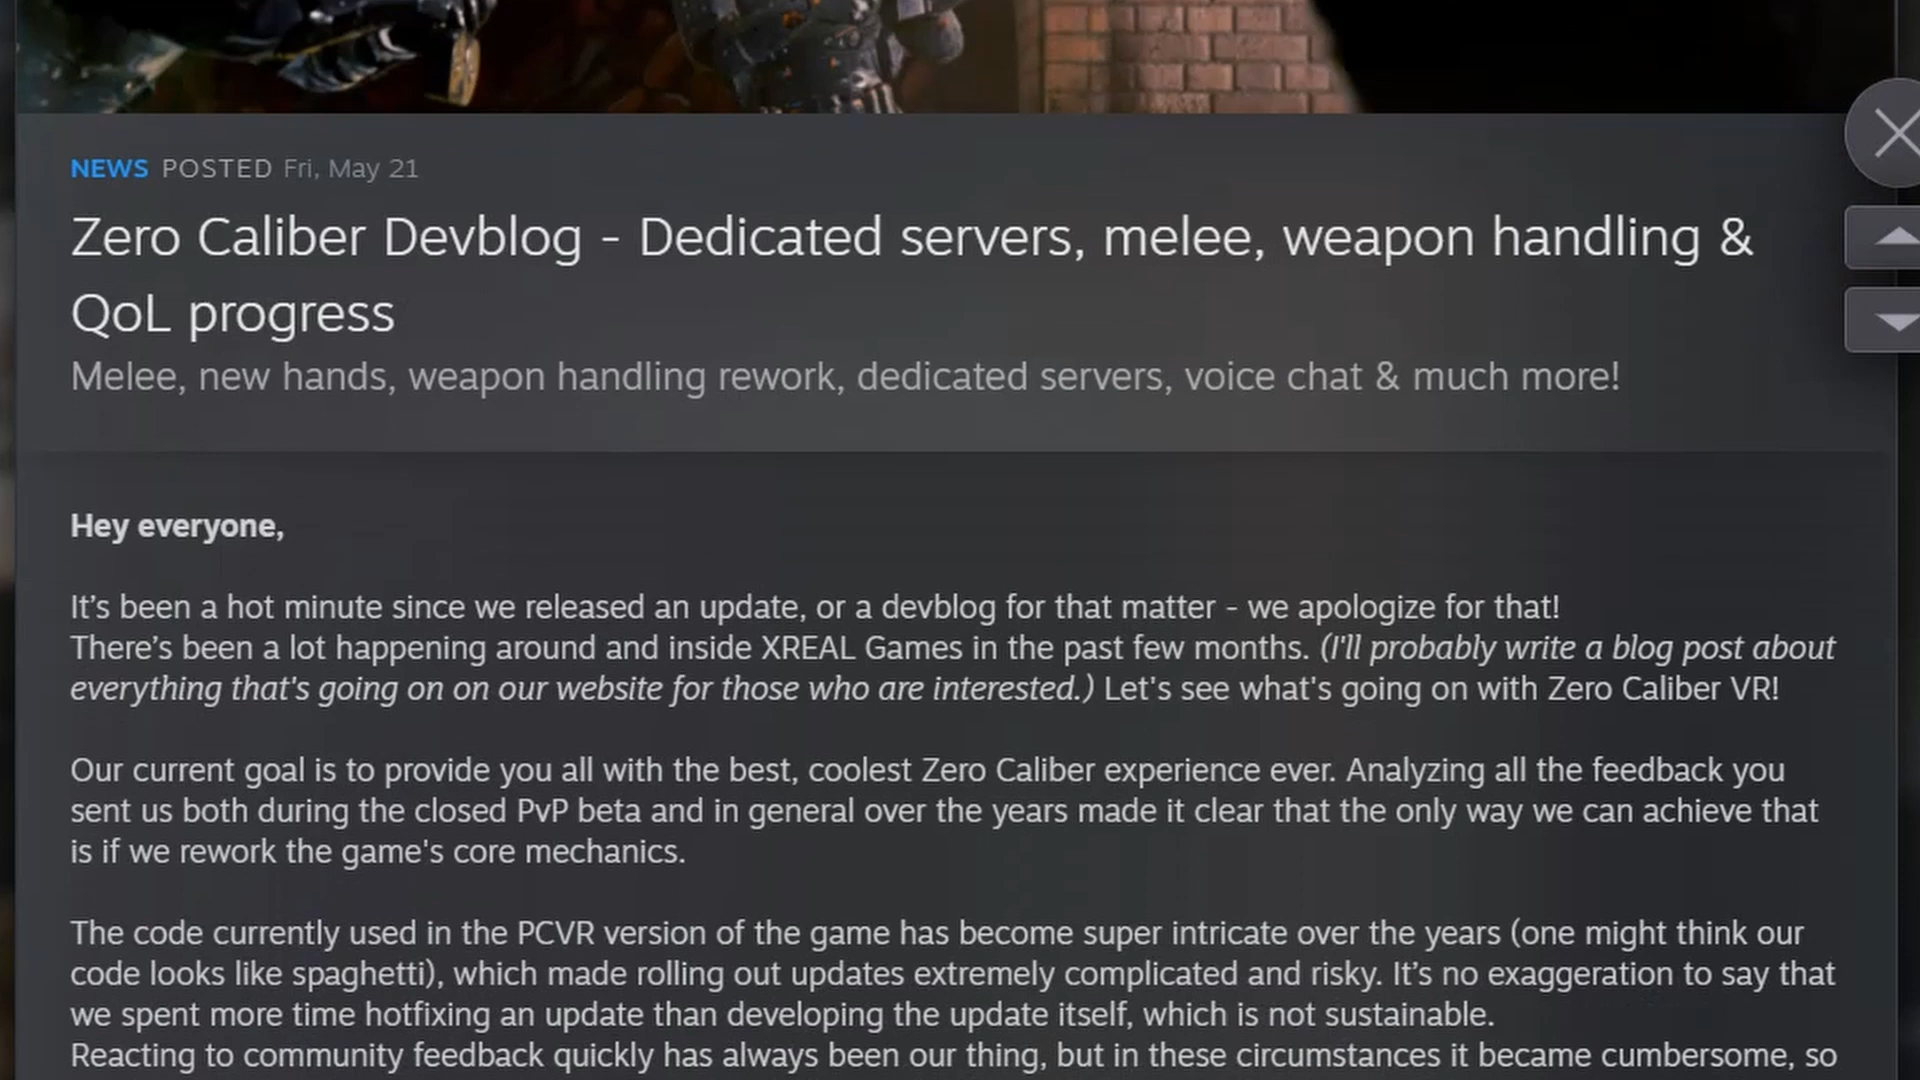 NEWS POSTED Fri, May 21
Zero Caliber Devblog - Dedicated servers, melee, weapon handling &
QoL progress
Melee, new hands, weapon handling rework, dedicated servers, voice chat & much more!
Hey everyone,
It's been a hot minute since we released an update, or a devblog for that matter - we apologize for that!
There's been a lot happening around and inside XREAL Games in the past few months. (I'll probably write a blog post about
everything that's going on on our website for those who are interested.) Let's see what's going on with Zero Caliber VR!
Our current goal is to provide you all with the best, coolest Zero Caliber experience ever. Analyzing all the feedback you
sent us both during the closed PvP beta and in general over the years made it clear that the only way we can achieve that
is if we rework the game's core mechanics.
The code currently used in the PCVR version of the game has become super intricate over the years (one might think our
code looks like spaghetti), which made rolling out updates extremely complicated and risky. It's no exaggeration to say that
we spent more time hotfixing an update than developing the update itself, which is not sustainable.
Reacting to community feedback quickly has always been our thing, but in these circumstances it became cumbersome, so